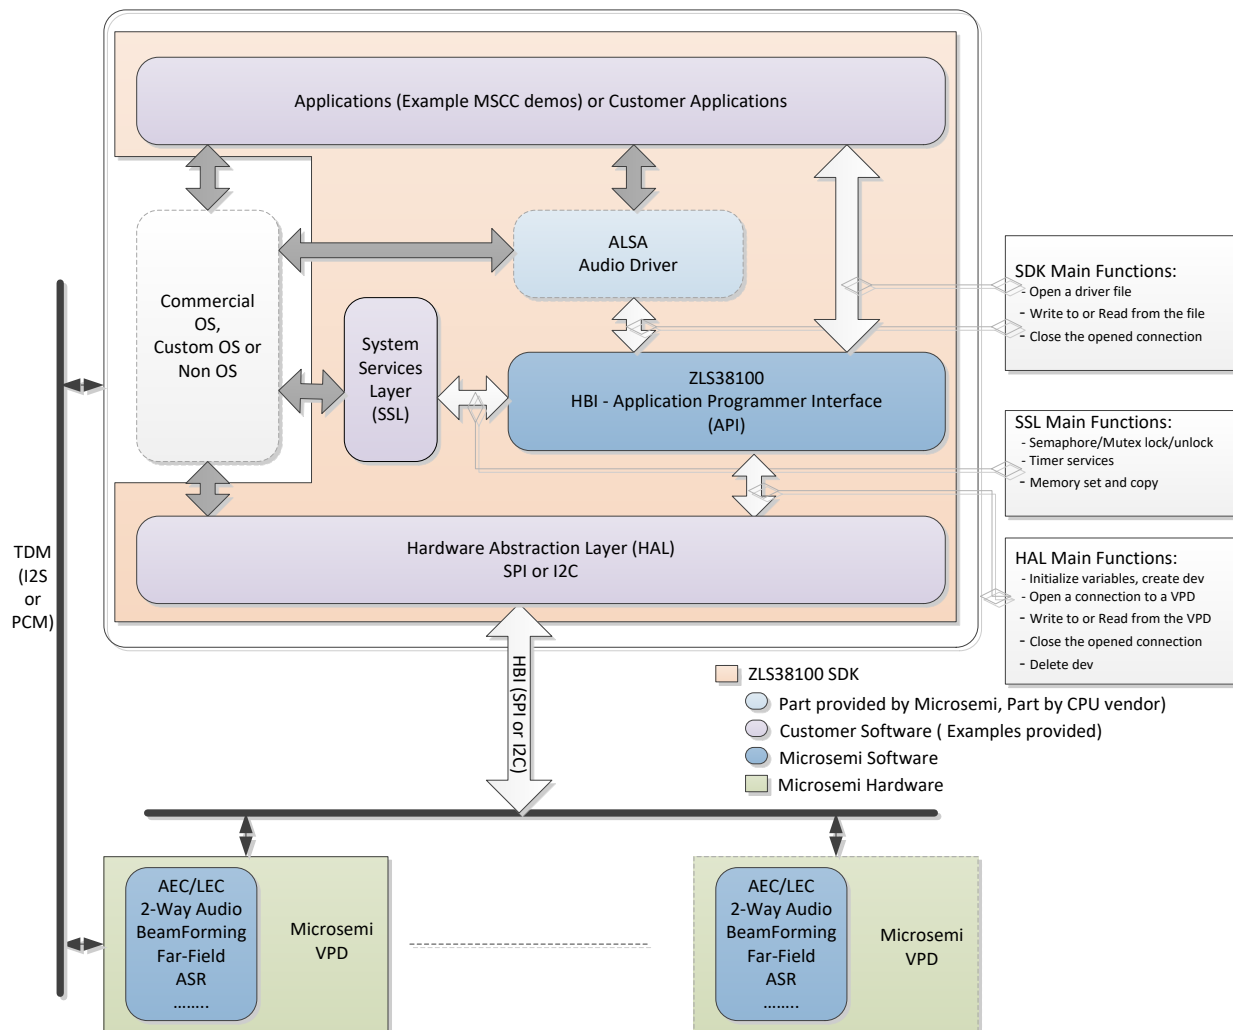 Applications (Example MSCC demos) or Customer Applications
ALSA
Audio Driver
Commercial
OS,
Custom OS or
Non OS
System
Services
Layer
(SSL)
ZLS38100
HBI - Application Programmer Interface
(API)
Hardware Abstraction Layer (HAL)
SPI or I2C
SDK Main Functions:
- Open a driver file
- Write to or Read from the file
- Close the opened connection
SSL Main Functions:
- Semaphore/Mutex lock/unlock
- Timer services
- Memory set and copy
HAL Main Functions:
- Initialize variables, create dev
- Open a connection to a VPD
- Write to or Read from the VPD
- Close the opened connection
- Delete dev
TDM
(I2S
or
PCM)
HBI (SPI or I2C)
ZLS38100 SDK
Part provided by Microsemi, Part by CPU vendor)
Customer Software ( Examples provided)
Microsemi Software
Microsemi Hardware
AEC/LEC
2-Way Audio
BeamForming
Far-Field
ASR
........
Microsemi
VPD
AEC/LEC
2-Way Audio
BeamForming
Far-Field
ASR
........
Microsemi
VPD